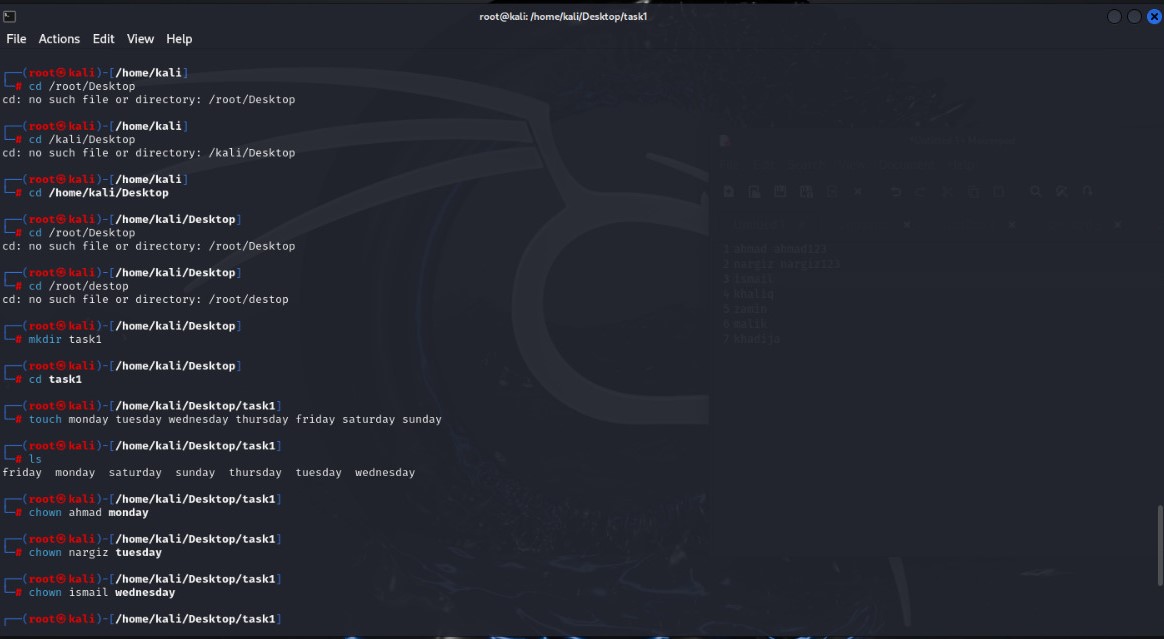 root@kali: /home/kali/Desktop/task1
File Actions Edit View Help
┌──(root㉿kali)-[/home/kali]
└─# cd /root/Desktop
cd: no such file or directory: /root/Desktop
┌──(root㉿kali)-[/home/kali]
└─# cd /kali/Desktop
cd: no such file or directory: /kali/Desktop
┌──(root㉿kali)-[/home/kali]
└─# cd /home/kali/Desktop
┌──(root㉿kali)-[/home/kali/Desktop]
└─# cd /root/Desktop
cd: no such file or directory: /root/Desktop
┌──(root㉿kali)-[/home/kali/Desktop]
└─# cd /root/destop
cd: no such file or directory: /root/destop
┌──(root㉿kali)-[/home/kali/Desktop]
└─# mkdir task1
┌──(root㉿kali)-[/home/kali/Desktop]
└─# cd task1
┌──(root㉿kali)-[/home/kali/Desktop/task1]
└─# touch monday tuesday wednesday thursday friday saturday sunday
┌──(root㉿kali)-[/home/kali/Desktop/task1]
└─# ls
friday monday saturday sunday thursday tuesday wednesday
┌──(root㉿kali)-[/home/kali/Desktop/task1]
└─# chown ahmad monday
┌──(root㉿kali)-[/home/kali/Desktop/task1]
└─# chown nargiz tuesday
┌──(root㉿kali)-[/home/kali/Desktop/task1]
└─# chown ismail wednesday
┌──(root㉿kali)-[/home/kali/Desktop/task1]
1 ahmad ahmad123
2 nargiz nargiz123
3 ismail
4 khaliq
5 zamin
6 malik
7 khadija